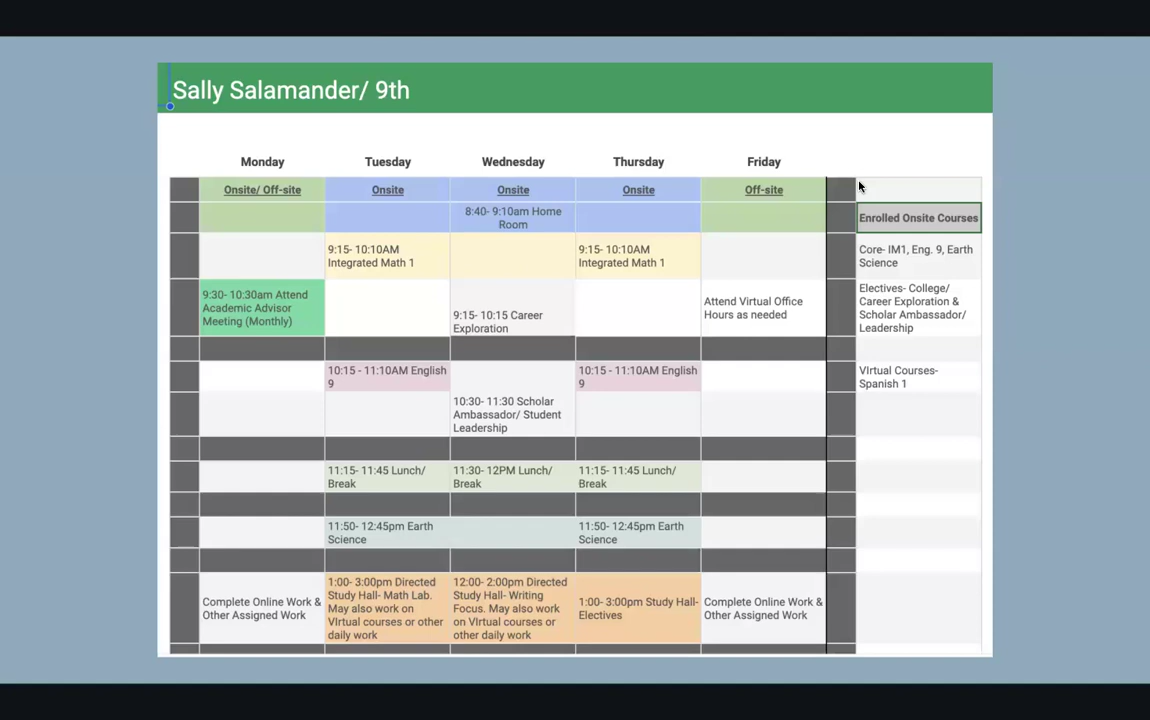 Sally Salamander/ 9th
Monday
Tuesday
Wednesday
Thursday
Friday
Onsite/ Off-site
Onsite
Onsite
Onsite
Off-site
8:40- 9:10am Home
Room
Enrolled Onsite Courses
9:15- 10:10AM
Integrated Math 1
9:15- 10:10AM
Integrated Math 1
Core- IM1, Eng. 9, Earth
Science
9:30- 10:30am Attend
Academic Advisor
Meeting (Monthly)
9:15- 10:15 Career
Exploration
Attend Virtual Office
Hours as needed
Electives- College/
Career Exploration &
Scholar Ambassador/
Leadership
10:15 - 11:10AM English
9
10:30- 11:30 Scholar
Ambassador/ Student
Leadership
10:15 - 11:10AM English
9
VIrtual Courses-
Spanish 1
11:15- 11:45 Lunch/
Break
11:30- 12PM Lunch/
Break
11:15- 11:45 Lunch/
Break
11:50- 12:45pm Earth
Science
11:50- 12:45pm Earth
Science
Complete Online Work &
Other Assigned Work
1:00- 3:00pm Directed
Study Hall- Math Lab.
May also work on
VIrtual courses or other
daily work
12:00- 2:00pm Directed
Study Hall- Writing
Focus. May also work
on VIrtual courses or
other daily work
1:00- 3:00pm Study Hall-
Electives
Complete Online Work &
Other Assigned Work